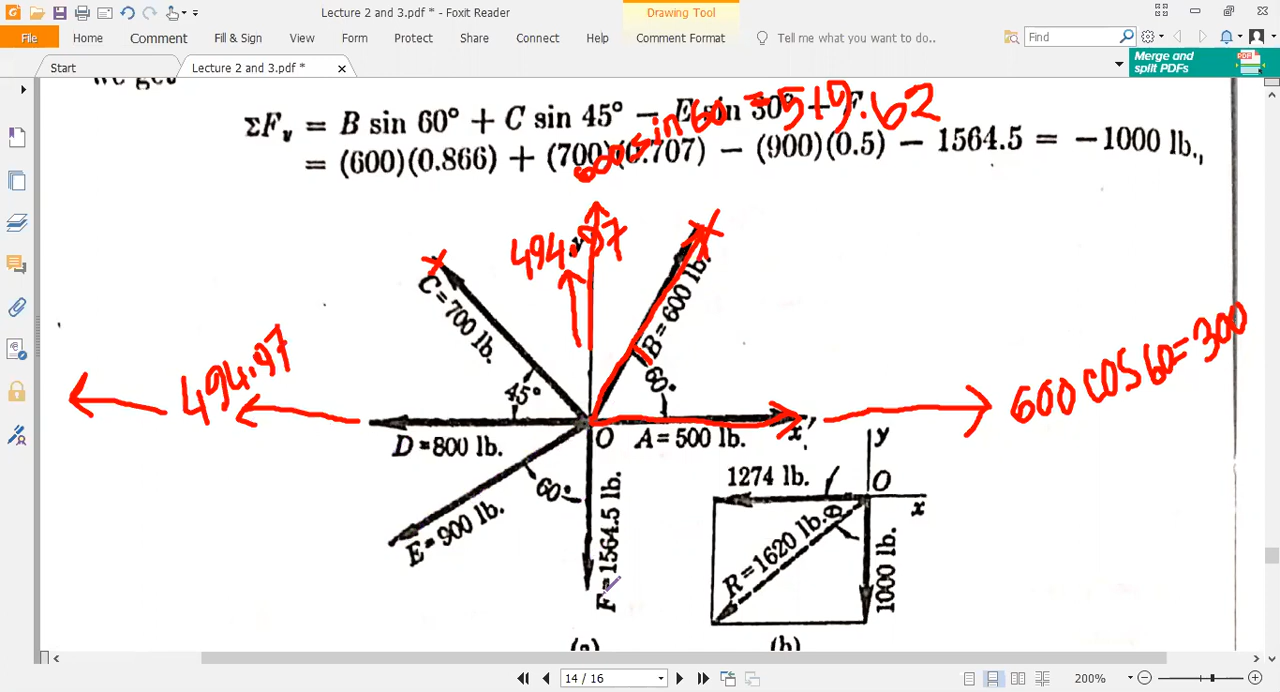 Lecture 2 and 3.pdf * - Foxit Reader
Drawing Tool
File Home Comment Fill & Sign View Form Protect Share Connect Help Comment Format Tell me what you want to do.. Find
Start Lecture 2 and 3.pdf * Merge and split PDFs
ΣFy = B sin 60° + C sin 45° − E sin 30° − F
= (600)(0.866) + (700)(0.707) − (900)(0.5) − 1564.5 = −1000 lb.,
600 sin 60 = 519.62
494.97
y
C = 700 lb.
B = 600 lb.
494.97
45°
60°
600 cos 60 = 300
D = 800 lb.
O
A = 500 lb.
x
60°
E = 900 lb.
F = 1564.5 lb.
y
1274 lb.
O
x
θ
R = 1620 lb.
1000 lb.
(a)
(b)
14 / 16
200%